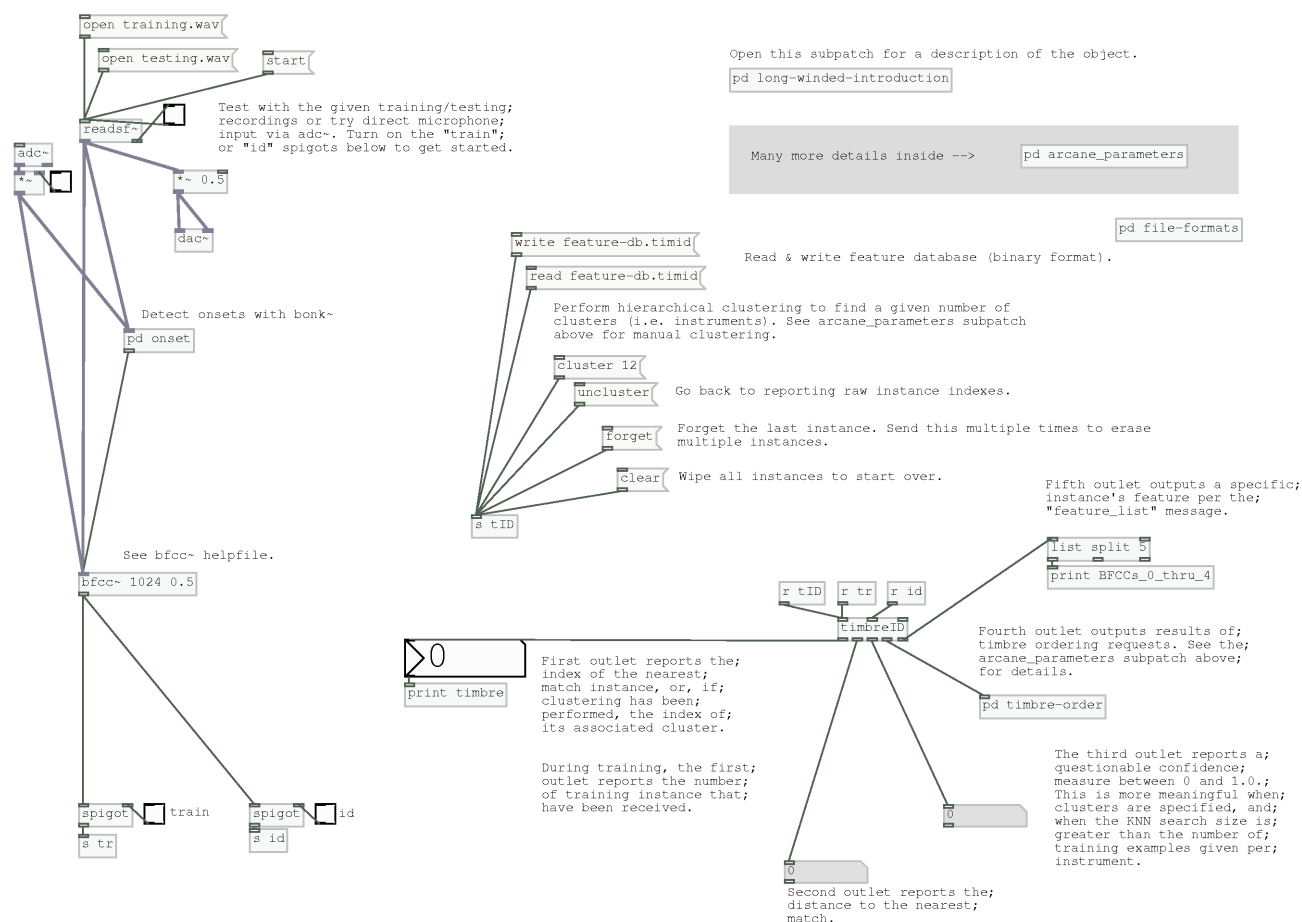 open training.wav
open testing.wav
start
readsf~
Test with the given training/testing;
recordings or try direct microphone;
input via adc~. Turn on the "train";
or "id" spigots below to get started.
adc~
*~
*~ 0.5
dac~
Detect onsets with bonk~
pd onset
See bfcc~ helpfile.
bfcc~ 1024 0.5
spigot
train
s tr
spigot
id
s id
Open this subpatch for a description of the object.
pd long-winded-introduction
Many more details inside -->
pd arcane_parameters
pd file-formats
write feature-db.timid
Read & write feature database (binary format).
read feature-db.timid
Perform hierarchical clustering to find a given number of
clusters (i.e. instruments). See arcane_parameters subpatch
above for manual clustering.
cluster 12
uncluster
Go back to reporting raw instance indexes.
forget
Forget the last instance. Send this multiple times to erase
multiple instances.
clear
Wipe all instances to start over.
s tID
Fifth outlet outputs a specific;
instance's feature per the;
"feature_list" message.
list split 5
print BFCCs_0_thru_4
r tID
r tr
r id
timbreID
0
print timbre
First outlet reports the;
index of the nearest;
match instance, or, if;
clustering has been;
performed, the index of;
its associated cluster.
During training, the first;
outlet reports the number;
of training instance that;
have been received.
Fourth outlet outputs results of;
timbre ordering requests. See the;
arcane_parameters subpatch above;
for details.
pd timbre-order
The third outlet reports a;
questionable confidence;
measure between 0 and 1.0.;
This is more meaningful when;
clusters are specified, and;
when the KNN search size is;
greater than the number of;
training examples given per;
instrument.
0
0
Second outlet reports the;
distance to the nearest;
match.